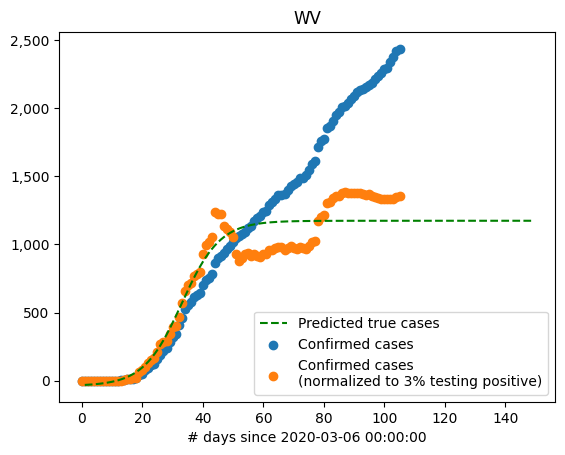 WV
2,500
2,000
1,500
1,000
500
0
0 20 40 60 80 100 120 140
# days since 2020-03-06 00:00:00
Predicted true cases
Confirmed cases
Confirmed cases
(normalized to 3% testing positive)